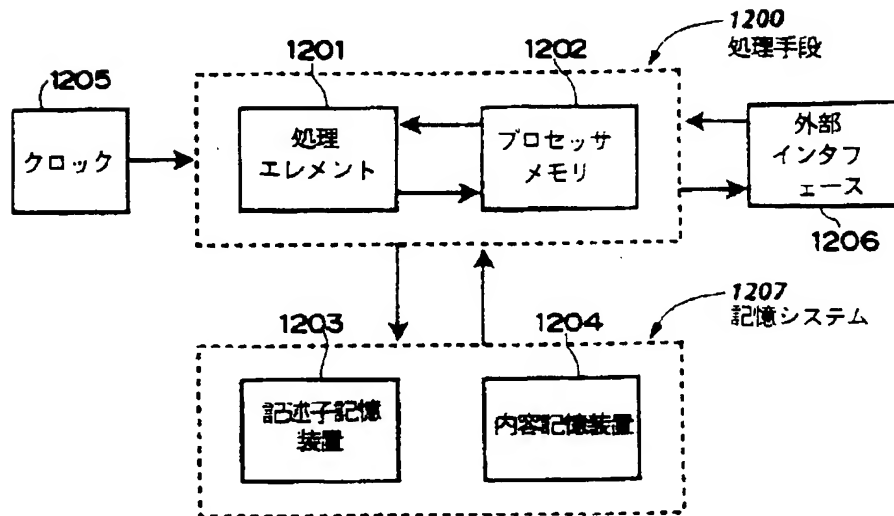 1200
処理手段
1201
1202
1205
クロック
処理
エレメント
プロセッサ
メモリ
外部
インタフ
ェース
1206
1207
記憶システム
1203
1204
記述子記憶
装置
内容記憶装置